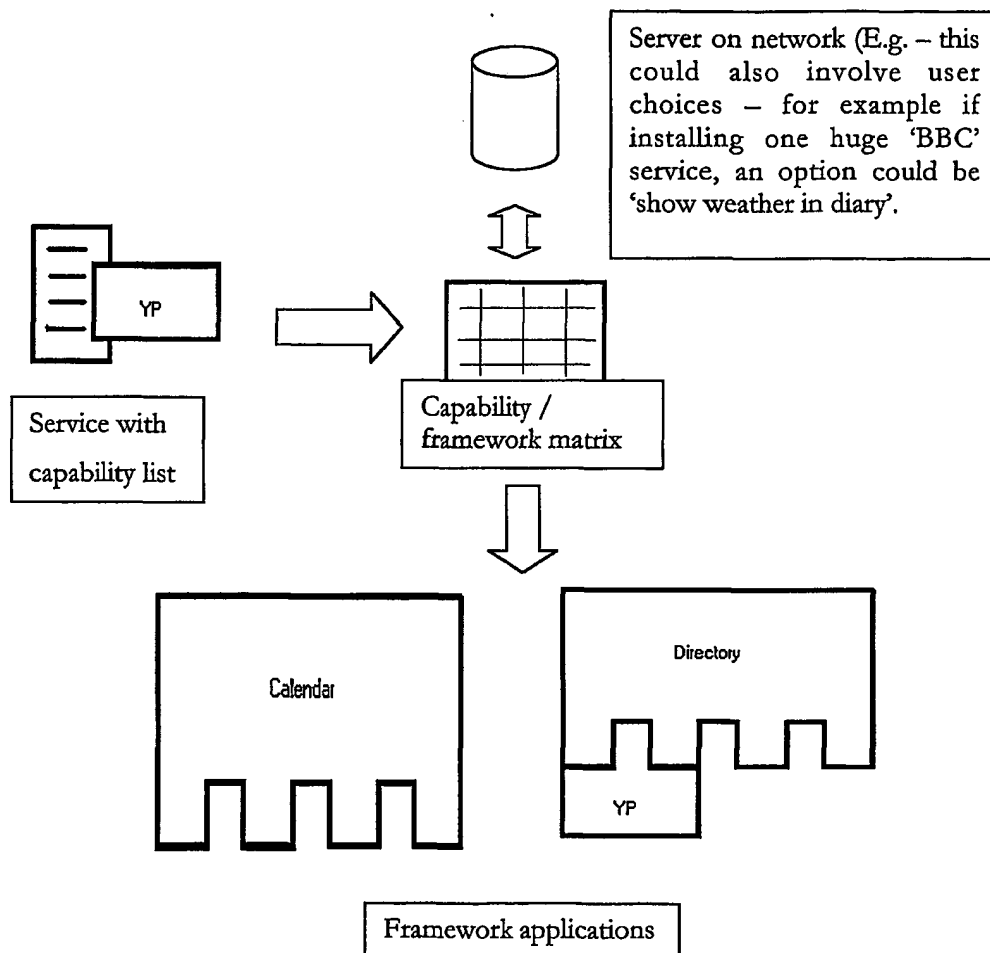 Server on network (E.g. – this
could also involve user
choices – for example if
installing one huge ‘BBC’
service, an option could be
‘show weather in diary’.
YP
Service with
capability list
Capability /
framework matrix
Calendar
Directory
YP
Framework applications